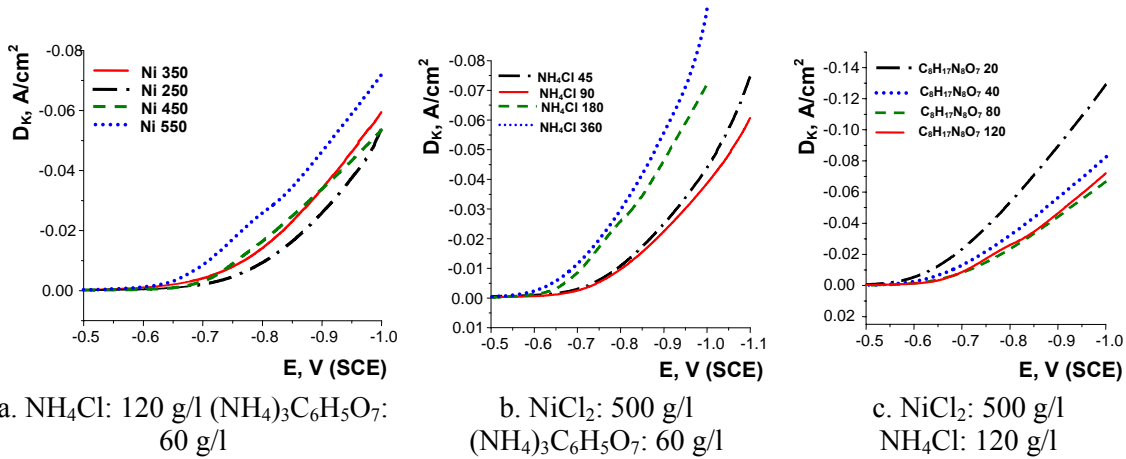 -0.08
-0.06
-0.04
-0.02
0.00
D_K, A/cm²
Ni 350
Ni 250
Ni 450
Ni 550
-0.5 -0.6 -0.7 -0.8 -0.9 -1.0
E, V (SCE)
a. NH₄Cl: 120 g/l (NH₄)₃C₆H₅O₇:
60 g/l
-0.08
-0.07
-0.06
-0.05
-0.04
-0.03
-0.02
-0.01
0.00
0.01
D_K, A/cm²
NH₄Cl 45
NH₄Cl 90
NH₄Cl 180
NH₄Cl 360
-0.5 -0.6 -0.7 -0.8 -0.9 -1.0 -1.1
E, V (SCE)
b. NiCl₂: 500 g/l
(NH₄)₃C₆H₅O₇: 60 g/l
-0.14
-0.12
-0.10
-0.08
-0.06
-0.04
-0.02
0.00
0.02
D_K, A/cm²
C₈H₁₇N₈O₇ 20
C₈H₁₇N₈O₇ 40
C₈H₁₇N₈O₇ 80
C₈H₁₇N₈O₇ 120
-0.5 -0.6 -0.7 -0.8 -0.9 -1.0
E, V (SCE)
c. NiCl₂: 500 g/l
NH₄Cl: 120 g/l